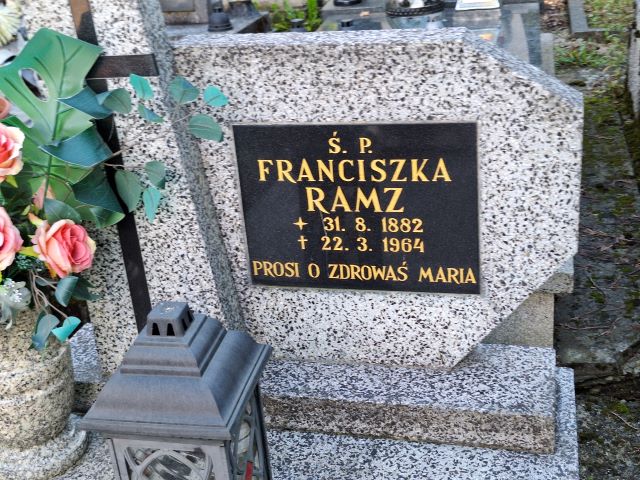 Ś. P.
FRANCISZKA
RAMZ
✦ 31. 8. 1882
† 22. 3. 1964
PROSI O ZDROWAŚ MARIA